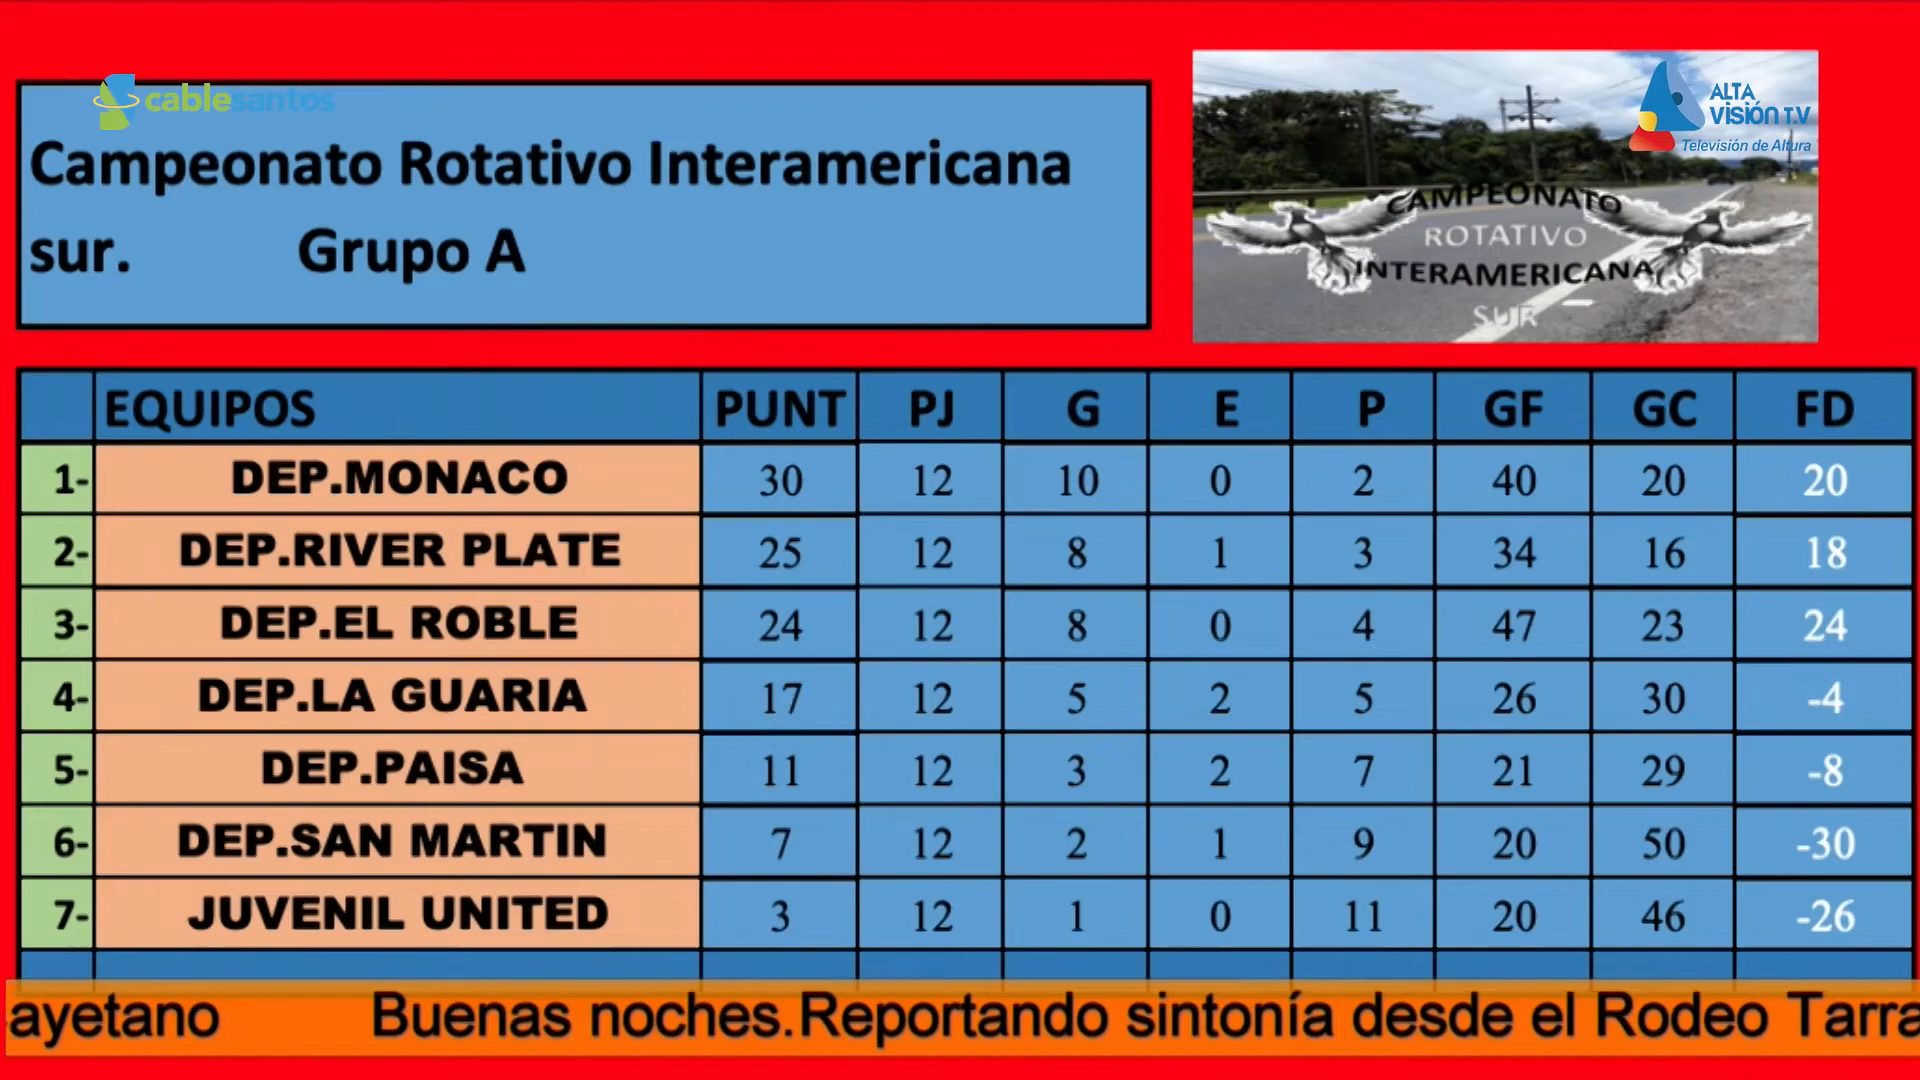 cablesantos
Campeonato Rotativo Interamericana
sur. Grupo A
ALTA
VISIÓN T.V
Televisión de Altura
CAMPEONATO
ROTATIVO
INTERAMERICANA
SUR
EQUIPOS PUNT PJ G E P GF GC FD
1- DEP.MONACO 30 12 10 0 2 40 20 20
2- DEP.RIVER PLATE 25 12 8 1 3 34 16 18
3- DEP.EL ROBLE 24 12 8 0 4 47 23 24
4- DEP.LA GUARIA 17 12 5 2 5 26 30 -4
5- DEP.PAISA 11 12 3 2 7 21 29 -8
6- DEP.SAN MARTIN 7 12 2 1 9 20 50 -30
7- JUVENIL UNITED 3 12 1 0 11 20 46 -26
ayetano Buenas noches.Reportando sintonía desde el Rodeo Tarra